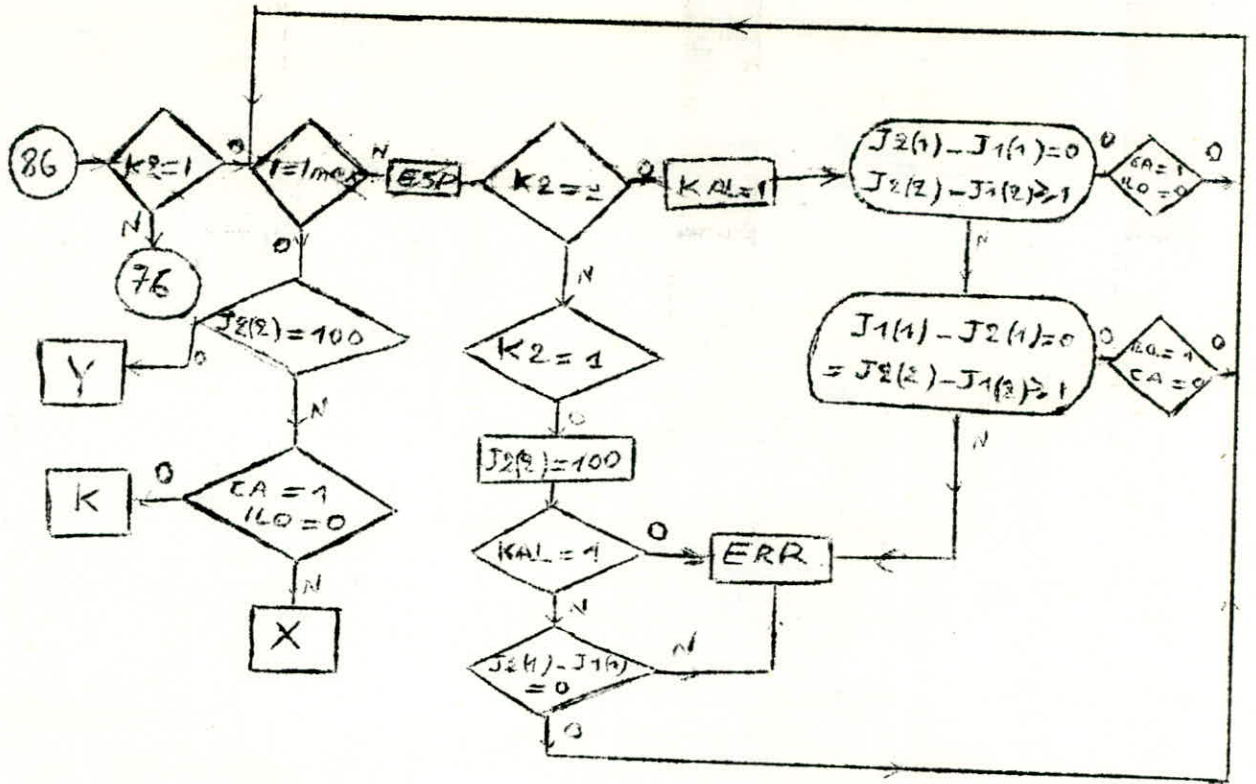 86
K2=1
O
N
76
I=Imax
N
O
ESP
K2=2
O
KAL=1
J2(1)-J1(1)=0
J2(2)-J1(2)≥1
O
CA=1
ILO=0
O
N
N
J1(1)-J2(1)=0
=J2(2)-J1(2)≥1
O
ILO=1
CA=0
O
N
J2(2)=100
O
Y
N
K2=1
O
J2(2)=100
CA=1
ILO=0
O
K
N
X
KAL=1
O
ERR
N
J2(1)-J1(1)
=0
N
O